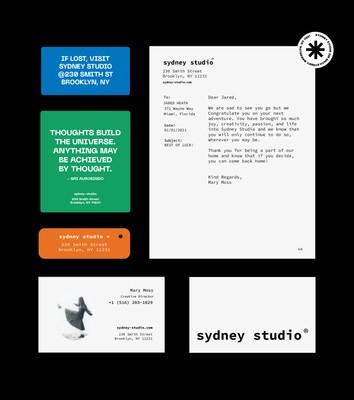 IF LOST, VISIT
SYDNEY STUDIO
@230 SMITH ST
BROOKLYN, NY
THOUGHTS BUILD
THE UNIVERSE.
ANYTHING MAY
BE ACHIEVED
BY THOUGHT.
- SRI AUROBINDO
sydney-studio
230 Smith Street
Brooklyn, NY 11231
sydney studio
230 Smith Street
Brooklyn, NY 11231
sydney studio®
230 Smith Street
Brooklyn, NY 11231
To:
JARED HEATH
371 Wayne Way
Miami, Florida
Date:
01/01/2021
Subject:
BEST OF LUCK!
Dear Jared,
We are sad to see you go but we
Congratulate you on your next
adventure. You have brought so much
joy, creativity, passion, and life
into Sydney Studio and we know that
you will only continue to do so,
wherever you may be.
Thank you for being a part of our
home and know that if you decide,
you can come back home!
Kind Regards,
Mary Moss
Mary Moss
Creative Director
+1 (516) 203-1029
sydney-studio.com
230 Smith Street
Brooklyn, NY 11231
sydney studio®